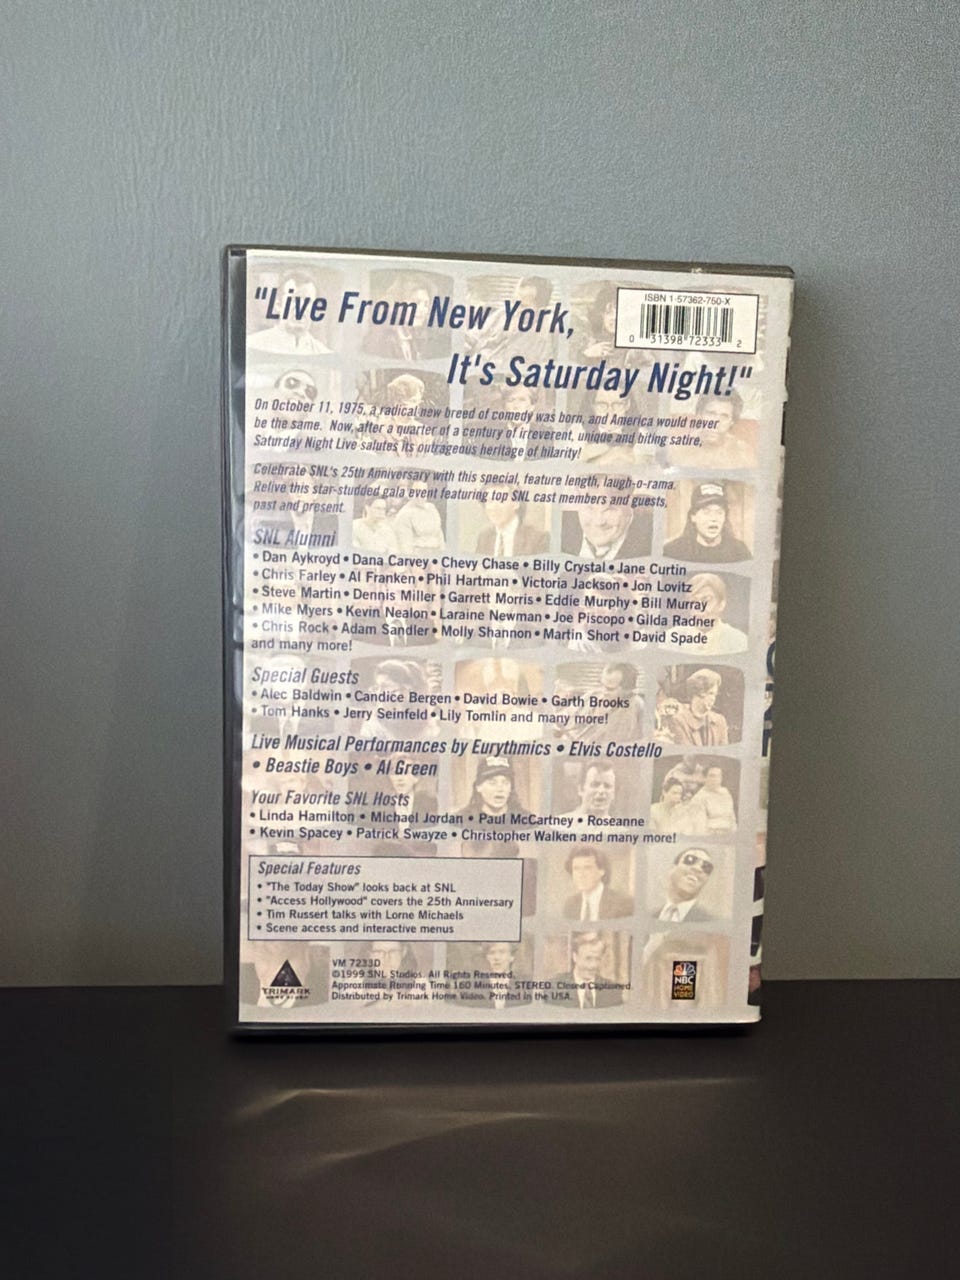 "Live From New York,
It's Saturday Night!"
ISBN 1-57362-760-X
0 31398 72333 2
On October 11, 1975, a radical new breed of comedy was born, and America would never
be the same. Now, after a quarter of a century of irreverent, unique and biting satire,
Saturday Night Live salutes its outrageous heritage of hilarity!
Celebrate SNL's 25th Anniversary with this special, feature length, laugh-o-rama.
Relive this star-studded gala event featuring top SNL cast members and guests,
past and present.
SNL Alumni
• Dan Aykroyd • Dana Carvey • Chevy Chase • Billy Crystal • Jane Curtin
• Chris Farley • Al Franken • Phil Hartman • Victoria Jackson • Jon Lovitz
• Steve Martin • Dennis Miller • Garrett Morris • Eddie Murphy • Bill Murray
• Mike Myers • Kevin Nealon • Laraine Newman • Joe Piscopo • Gilda Radner
• Chris Rock • Adam Sandler • Molly Shannon • Martin Short • David Spade
and many more!
Special Guests
• Alec Baldwin • Candice Bergen • David Bowie • Garth Brooks
• Tom Hanks • Jerry Seinfeld • Lily Tomlin and many more!
Live Musical Performances by Eurythmics • Elvis Costello
• Beastie Boys • Al Green
Your Favorite SNL Hosts
• Linda Hamilton • Michael Jordan • Paul McCartney • Roseanne
• Kevin Spacey • Patrick Swayze • Christopher Walken and many more!
Special Features
• "The Today Show" looks back at SNL
• "Access Hollywood" covers the 25th Anniversary
• Tim Russert talks with Lorne Michaels
• Scene access and interactive menus
TRIMARK
HOME VIDEO
VM 7233D
©1999 SNL Studios. All Rights Reserved.
Approximate Running Time 160 Minutes. STEREO. Closed Captioned.
Distributed by Trimark Home Video. Printed in the USA.
NBC
HOME
VIDEO